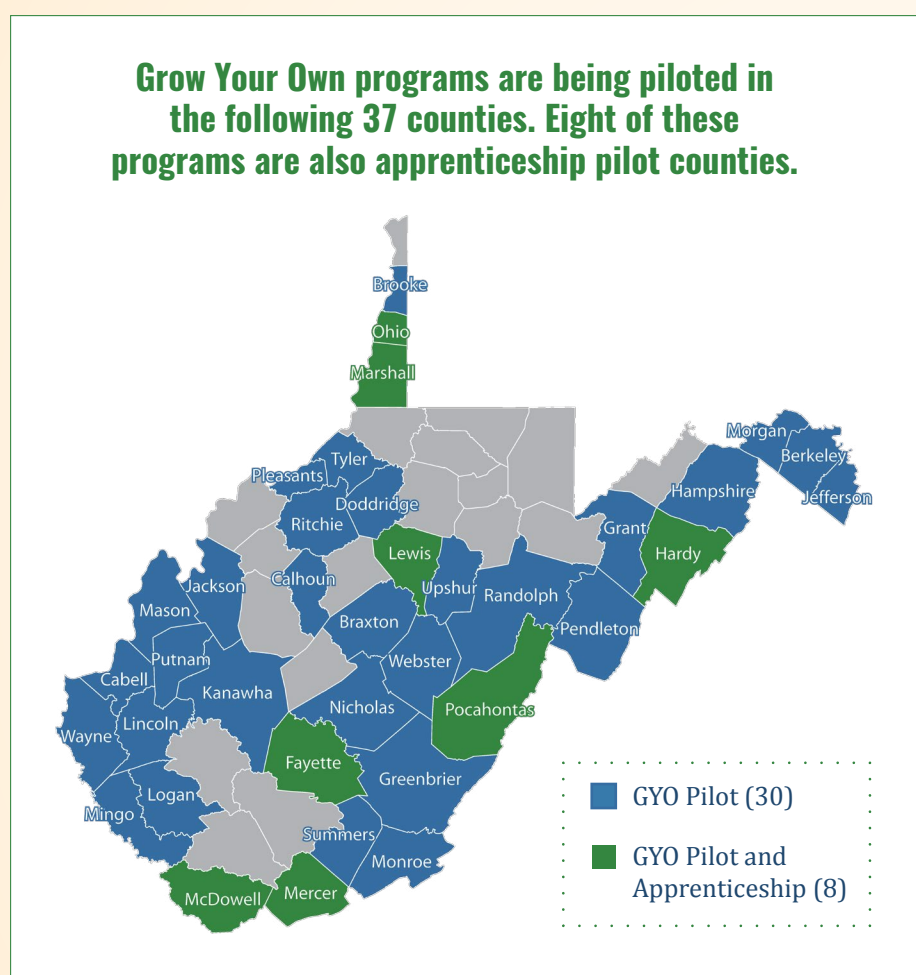 Grow Your Own programs are being piloted in
the following 37 counties. Eight of these
programs are also apprenticeship pilot counties.
Brooke
Ohio
Marshall
Morgan
Tyler
Berkeley
Pleasants
Hampshire
Jefferson
Doddridge
Ritchie
Grant
Lewis
Hardy
Calhoun
Jackson
Upshur
Randolph
Mason
Braxton
Pendleton
Putnam
Webster
Cabell
Kanawha
Nicholas
Pocahontas
Lincoln
Wayne
Fayette
Greenbrier
Logan
Mingo
Summers
Monroe
McDowell
Mercer
GYO Pilot (30)
GYO Pilot and
Apprenticeship (8)